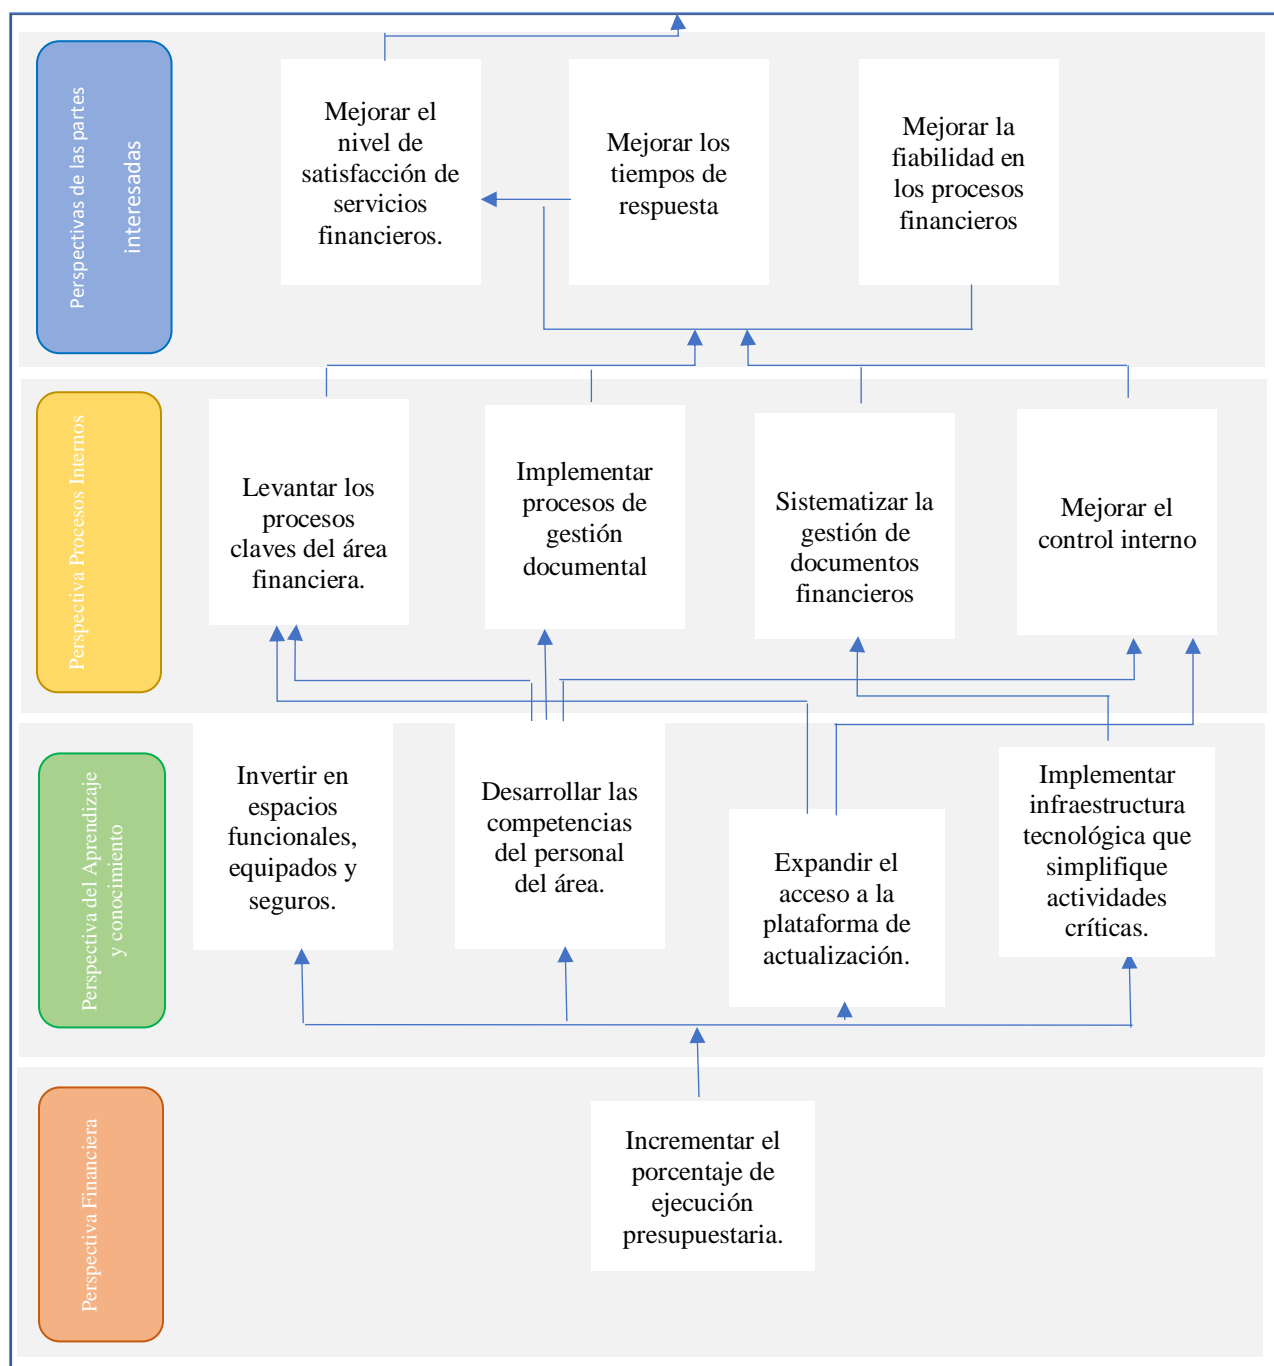 Perspectivas de las partes
interesadas
Mejorar el
nivel de
satisfacción de
servicios
financieros.
Mejorar los
tiempos de
respuesta
Mejorar la
fiabilidad en
los procesos
financieros
Perspectiva Procesos Internos
Levantar los
procesos
claves del área
financiera.
Implementar
procesos de
gestión
documental
Sistematizar la
gestión de
documentos
financieros
Mejorar el
control interno
Perspectiva del Aprendizaje
y conocimiento
Invertir en
espacios
funcionales,
equipados y
seguros.
Desarrollar las
competencias
del personal
del área.
Expandir el
acceso a la
plataforma de
actualización.
Implementar
infraestructura
tecnológica que
simplifique
actividades
críticas.
Perspectiva Financiera
Incrementar el
porcentaje de
ejecución
presupuestaria.